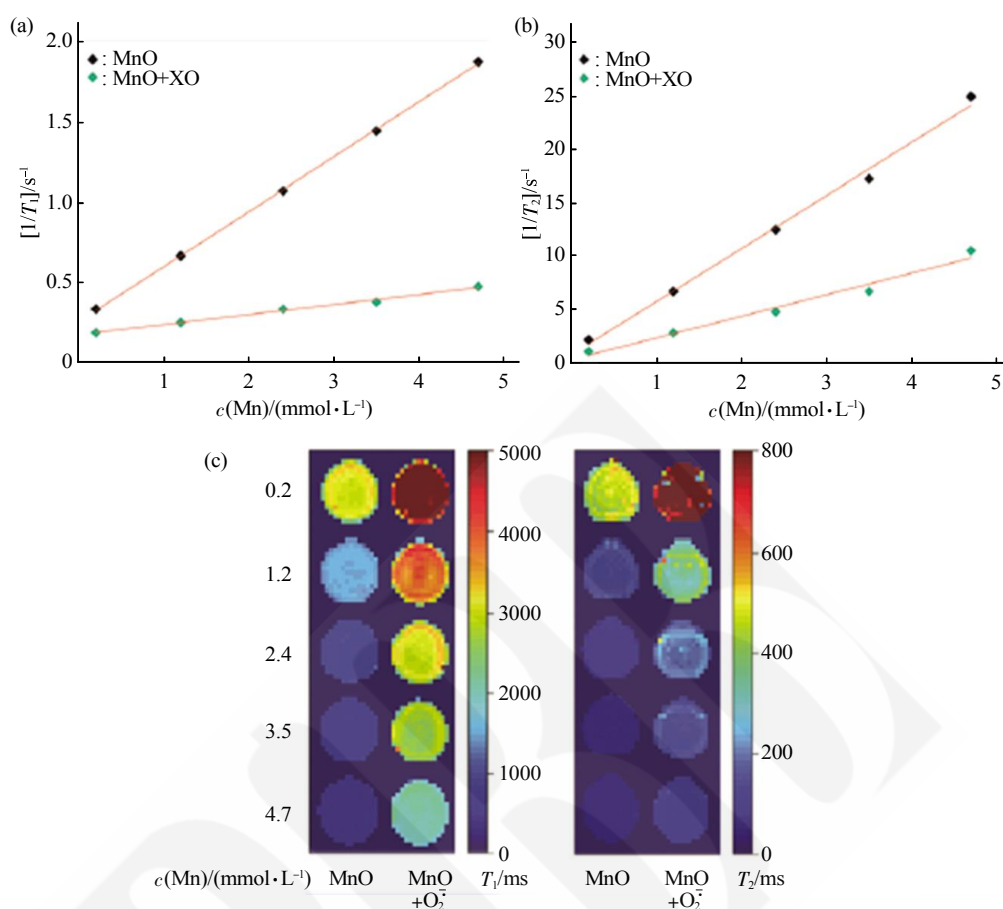 (a)
2.0
1.5
1.0
0.5
0
[1/T₁]/s⁻¹
: MnO
: MnO+XO
1 2 3 4 5
c(Mn)/(mmol·L⁻¹)
(b)
30
25
20
15
10
5
0
[1/T₂]/s⁻¹
: MnO
: MnO+XO
1 2 3 4 5
c(Mn)/(mmol·L⁻¹)
(c)
0.2
1.2
2.4
3.5
4.7
5000
4000
3000
2000
1000
0
800
600
400
200
0
c(Mn)/(mmol·L⁻¹) MnO MnO T₁/ms MnO MnO T₂/ms
+O₂⁻̇ +O₂⁻̇